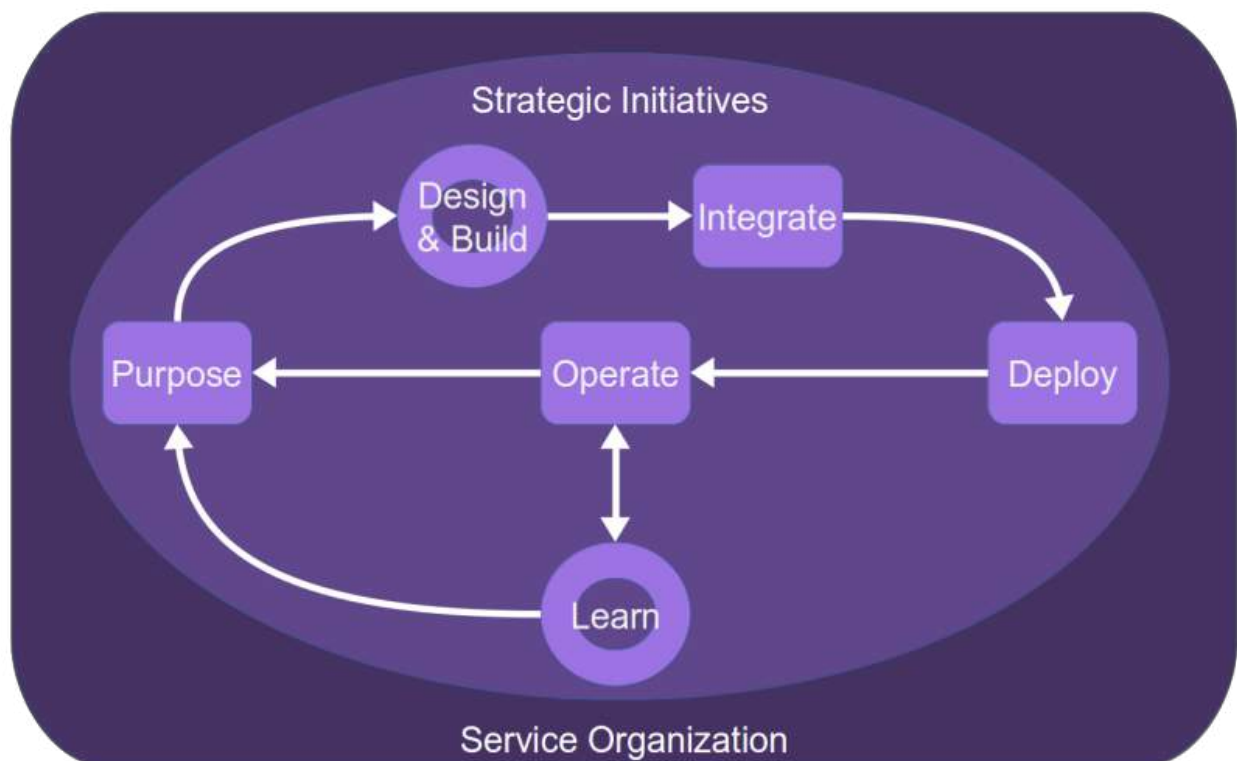 Strategic Initiatives
Design
& Build
Integrate
Purpose
Operate
Deploy
Learn
Service Organization